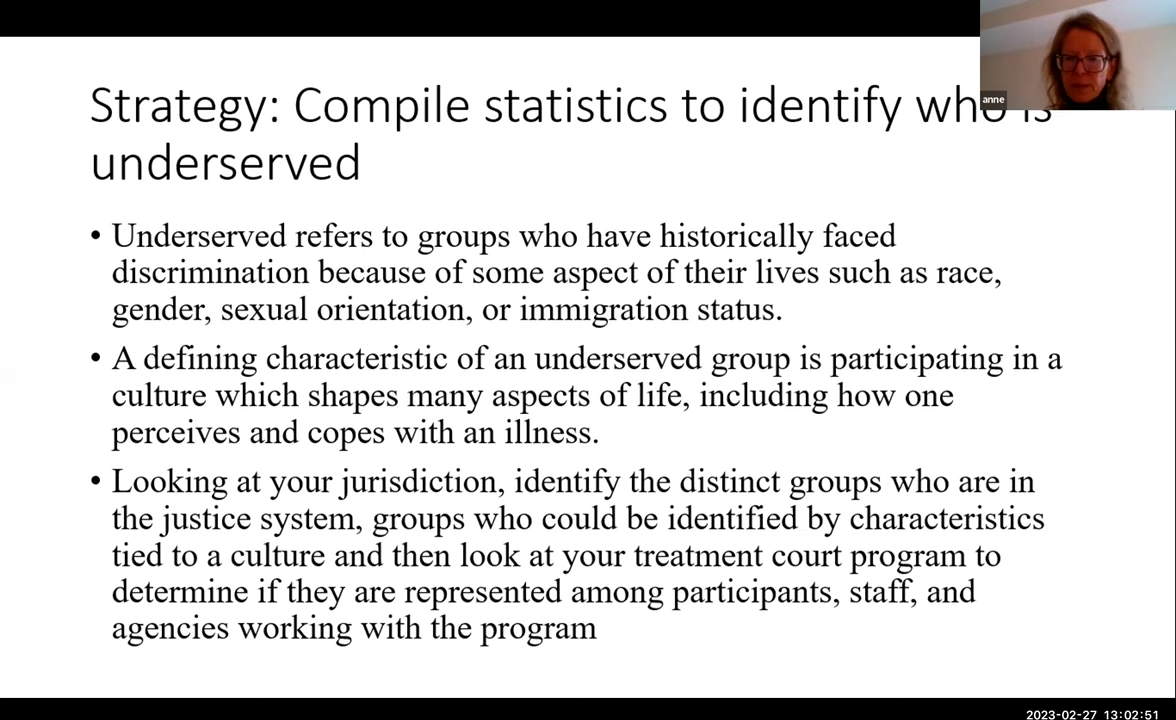 Strategy: Compile statistics to identify who is
underserved
anne
• Underserved refers to groups who have historically faced
discrimination because of some aspect of their lives such as race,
gender, sexual orientation, or immigration status.
• A defining characteristic of an underserved group is participating in a
culture which shapes many aspects of life, including how one
perceives and copes with an illness.
• Looking at your jurisdiction, identify the distinct groups who are in
the justice system, groups who could be identified by characteristics
tied to a culture and then look at your treatment court program to
determine if they are represented among participants, staff, and
agencies working with the program
2023-02-27 13:02:51